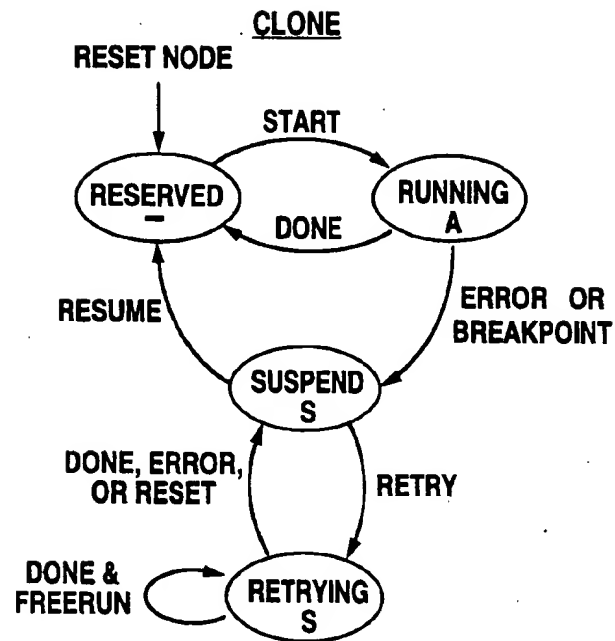 CLONE
RESET NODE
START
RESERVED
–
RUNNING
A
DONE
RESUME
ERROR OR
BREAKPOINT
SUSPEND
S
DONE, ERROR,
OR RESET
RETRY
DONE &
FREERUN
RETRYING
S